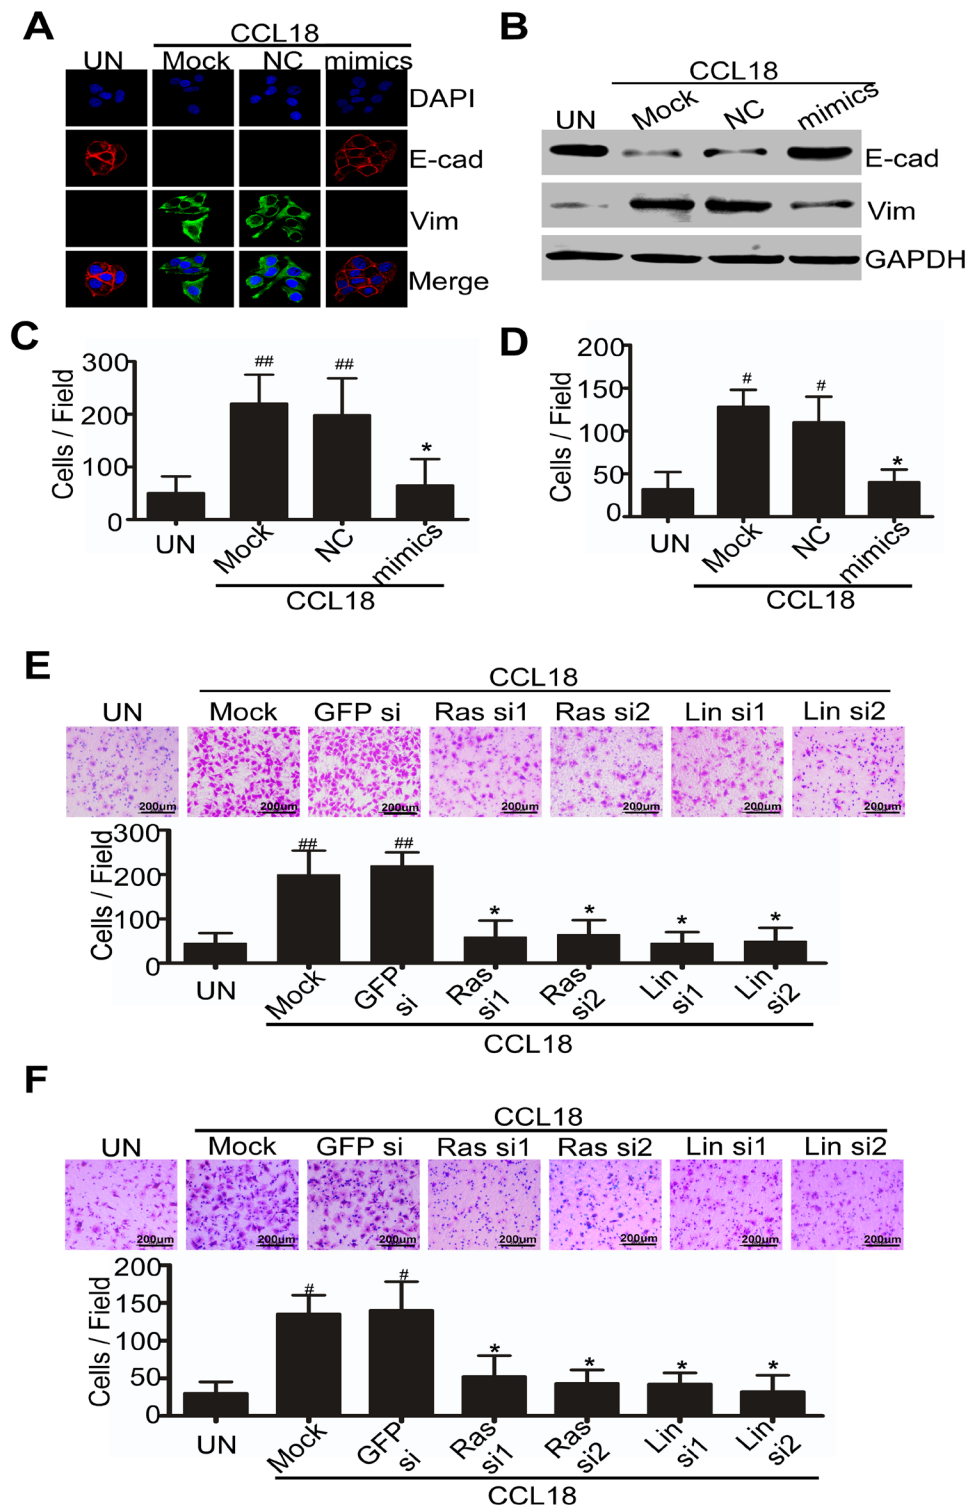 A
CCL18
UN Mock NC mimics
DAPI
E-cad
Vim
Merge
B
CCL18
UN Mock NC mimics
E-cad
Vim
GAPDH
C
Cells / Field
300
200
100
0
## ## *
UN Mock NC mimics
CCL18
D
Cells / Field
200
150
100
50
0
# # *
UN Mock NC mimics
CCL18
E
CCL18
UN Mock GFP si Ras si1 Ras si2 Lin si1 Lin si2
200um 200um 200um 200um 200um 200um 200um
Cells / Field
300
200
100
0
## ## * * * *
UN Mock GFP si Ras si1 Ras si2 Lin si1 Lin si2
CCL18
F
CCL18
UN Mock GFP si Ras si1 Ras si2 Lin si1 Lin si2
200um 200um 200um 200um 200um 200um 200um
Cells / Field
200
150
100
50
0
# # * * * *
UN Mock GFP si Ras si1 Ras si2 Lin si1 Lin si2
CCL18